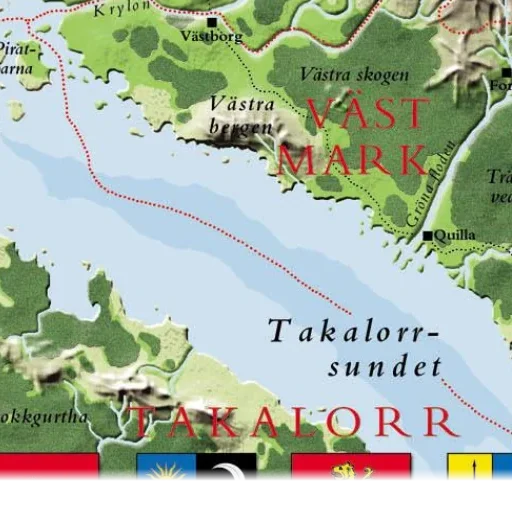 Krylon
Västborg
Pirat-
arna
Västra skogen
Västra
bergen
VÄST
MARK
Gröna floden
Quilla
Takalorr-
sundet
okkgurtha
TAKALORR